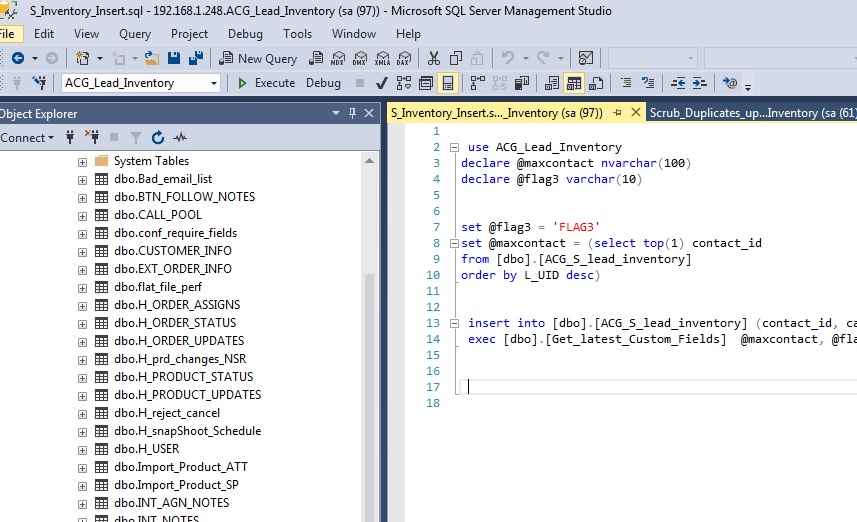 S_Inventory_Insert.sql - 192.168.1.248.ACG_Lead_Inventory (sa (97)) - Microsoft SQL Server Management Studio
File Edit View Query Project Debug Tools Window Help
New Query MDX DMX XMLA DAX
ACG_Lead_Inventory Execute Debug
Object Explorer
Connect
System Tables
dbo.Bad_email_list
dbo.BTN_FOLLOW_NOTES
dbo.CALL_POOL
dbo.conf_require_fields
dbo.CUSTOMER_INFO
dbo.EXT_ORDER_INFO
dbo.flat_file_perf
dbo.H_ORDER_ASSIGNS
dbo.H_ORDER_STATUS
dbo.H_ORDER_UPDATES
dbo.H_prd_changes_NSR
dbo.H_PRODUCT_STATUS
dbo.H_PRODUCT_UPDATES
dbo.H_reject_cancel
dbo.H_snapShoot_Schedule
dbo.H_USER
dbo.Import_Product_ATT
dbo.Import_Product_SP
dbo.INT_AGN_NOTES
dbo.INT_NOTES
S_Inventory_Insert.s..._Inventory (sa (97)) Scrub_Duplicates_up...Inventory (sa (61)
1
2 use ACG_Lead_Inventory
3 declare @maxcontact nvarchar(100)
4 declare @flag3 varchar(10)
5
6
7 set @flag3 = 'FLAG3'
8 set @maxcontact = (select top(1) contact_id
9 from [dbo].[ACG_S_lead_inventory]
10 order by L_UID desc)
11
12
13 insert into [dbo].[ACG_S_lead_inventory] (contact_id, ca
14 exec [dbo].[Get_latest_Custom_Fields] @maxcontact, @fla
15
16
17
18